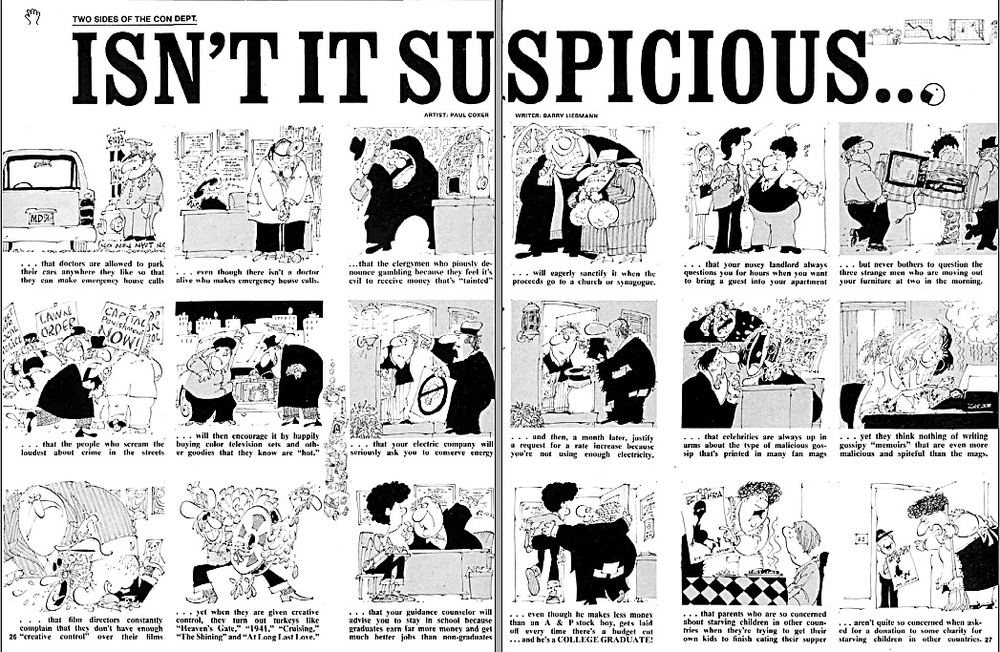 TWO SIDES OF THE CON DEPT.
ISN'T IT SUSPICIOUS...
ARTIST: PAUL COKER
WRITER: BARRY LIEBMANN
MD
. . . that doctors are allowed to park
their cars anywhere they like so that
they can make emergency house calls
. . . even though there isn't a doctor
alive who makes emergency house calls.
...that the clergymen who piously de-
nounce gambling because they feel it's
evil to receive money that's "tainted"
. . . will eagerly sanctify it when the
proceeds go to a church or synagogue.
. . . that your nosey landlord always
questions you for hours when you want
to bring a guest into your apartment
. . . but never bothers to question the
three strange men who are moving out
your furniture at two in the morning.
LAW N
ORDER
CAPITAL
NOW!
. . . that the people who scream the
loudest about crime in the streets
. . . will then encourage it by happily
buying color television sets and oth-
er goodies that they know are "hot."
. . . that your electric company will
seriously ask you to conserve energy
. . . and then, a month later, justify
a request for a rate increase because
you're not using enough electricity.
. . . that celebrities are always up in
arms about the type of malicious gos-
sip that's printed in many fan mags
. . . yet they think nothing of writing
gossipy "memoirs" that are even more
malicious and spiteful than the mags.
. . . that film directors constantly
complain that they don't have enough
"creative control" over their films
26
. . . yet when they are given creative
control, they turn out turkeys like
"Heaven's Gate," "1941," "Cruising,"
"The Shining" and "At Long Last Love."
. . . that your guidance counselor will
advise you to stay in school because
graduates earn far more money and get
much better jobs than non-graduates
. . . even though he makes less money
than an A & P stock boy, gets laid
off every time there's a budget cut
. . . and he's a COLLEGE GRADUATE!
. . . that parents who are so concerned
about starving children in other coun-
tries when they're trying to get their
own kids to finish eating their supper
. . . aren't quite so concerned when ask-
ed for a donation to some charity for
starving children in other countries.
27